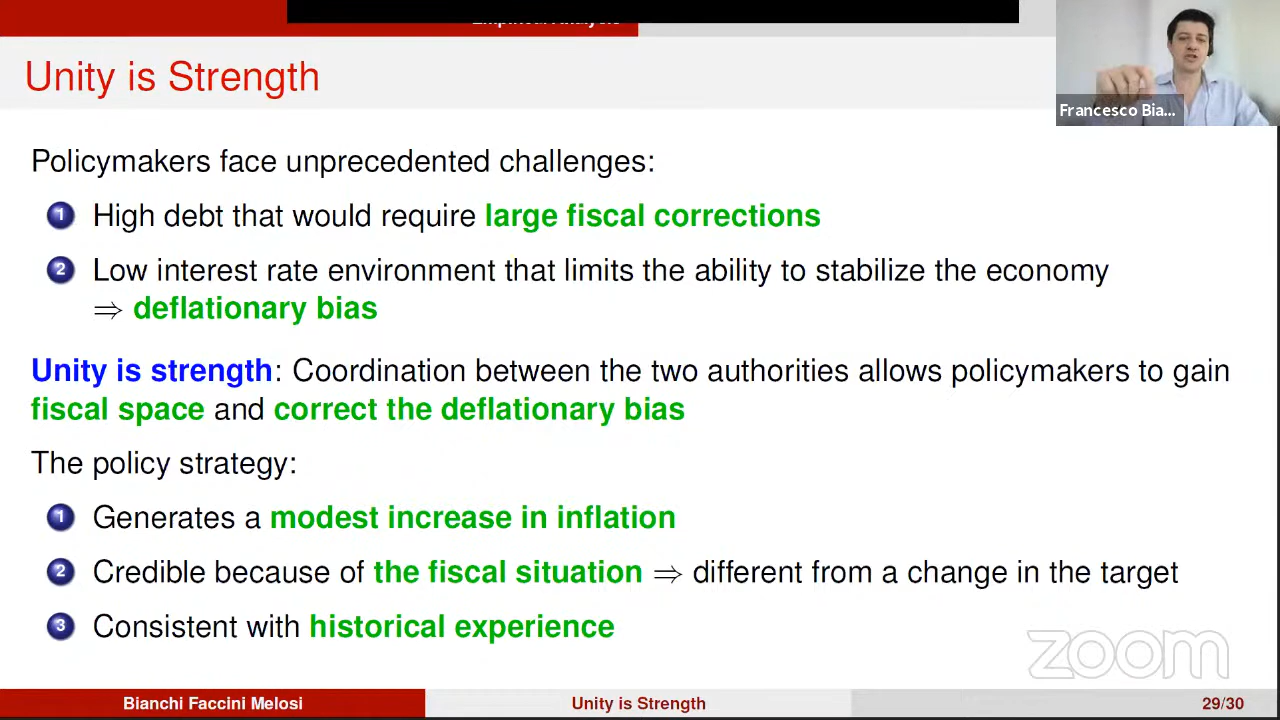 Unity is Strength
Francesco Bia...
Policymakers face unprecedented challenges:
1 High debt that would require large fiscal corrections
2 Low interest rate environment that limits the ability to stabilize the economy
⇒ deflationary bias
Unity is strength: Coordination between the two authorities allows policymakers to gain
fiscal space and correct the deflationary bias
The policy strategy:
1 Generates a modest increase in inflation
2 Credible because of the fiscal situation ⇒ different from a change in the target
3 Consistent with historical experience
zoom
Bianchi Faccini Melosi
Unity is Strength
29/30